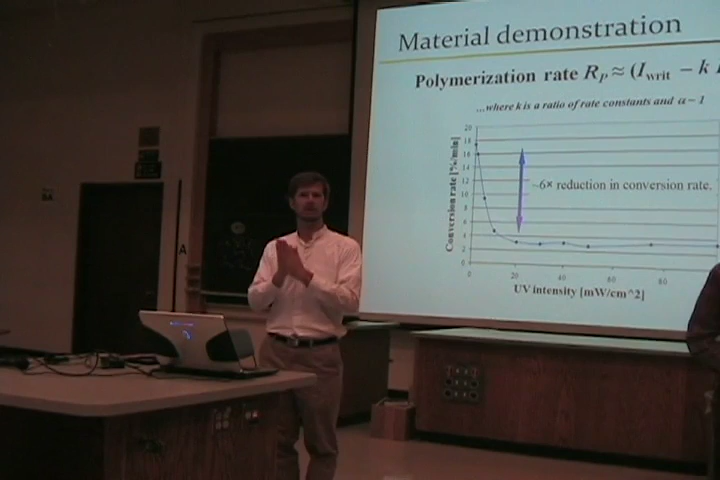 Material demonstration
Polymerization rate R_P ≈ (I_writ − k
...where k is a ratio of rate constants and α~1
Conversion rate [%/min]
20
18
16
14
12
10
8
6
4
2
0
~6× reduction in conversion rate.
0 20 40 60 80
UV intensity [mW/cm^2]
A